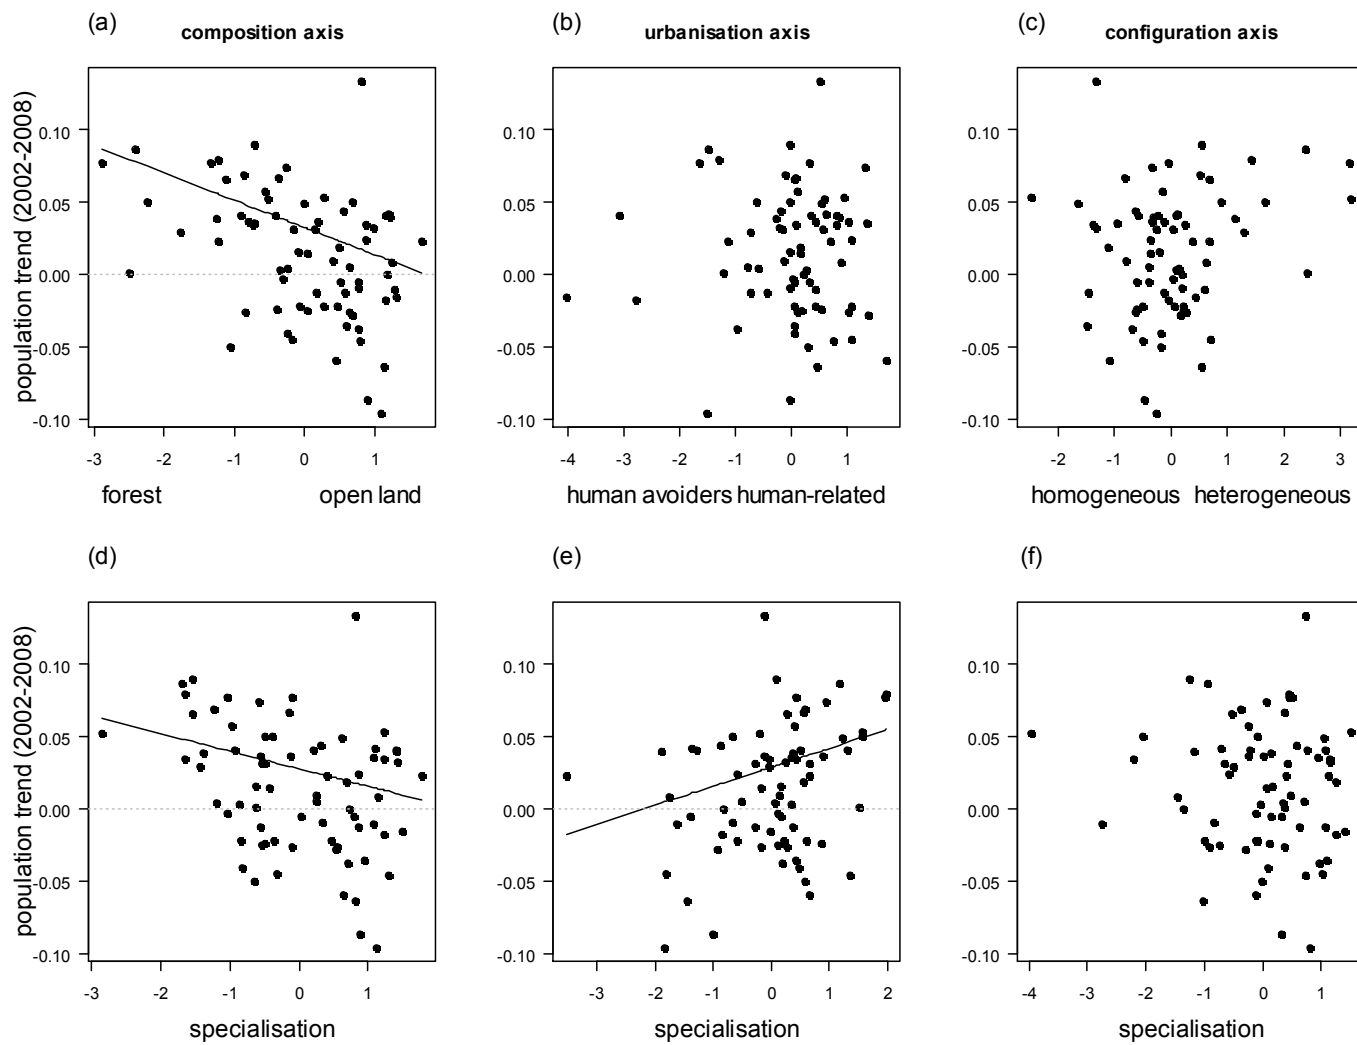 (a) composition axis
(b) urbanisation axis
(c) configuration axis
population trend (2002-2008)
0.10
0.05
0.00
-0.05
-0.10
-3 -2 -1 0 1
forest open land
0.10
0.05
0.00
-0.05
-0.10
-4 -3 -2 -1 0 1
human avoiders human-related
0.10
0.05
0.00
-0.05
-0.10
-2 -1 0 1 2 3
homogeneous heterogeneous
(d)
(e)
(f)
population trend (2002-2008)
0.10
0.05
0.00
-0.05
-0.10
-3 -2 -1 0 1
specialisation
0.10
0.05
0.00
-0.05
-0.10
-3 -2 -1 0 1 2
specialisation
0.10
0.05
0.00
-0.05
-0.10
-4 -3 -2 -1 0 1
specialisation